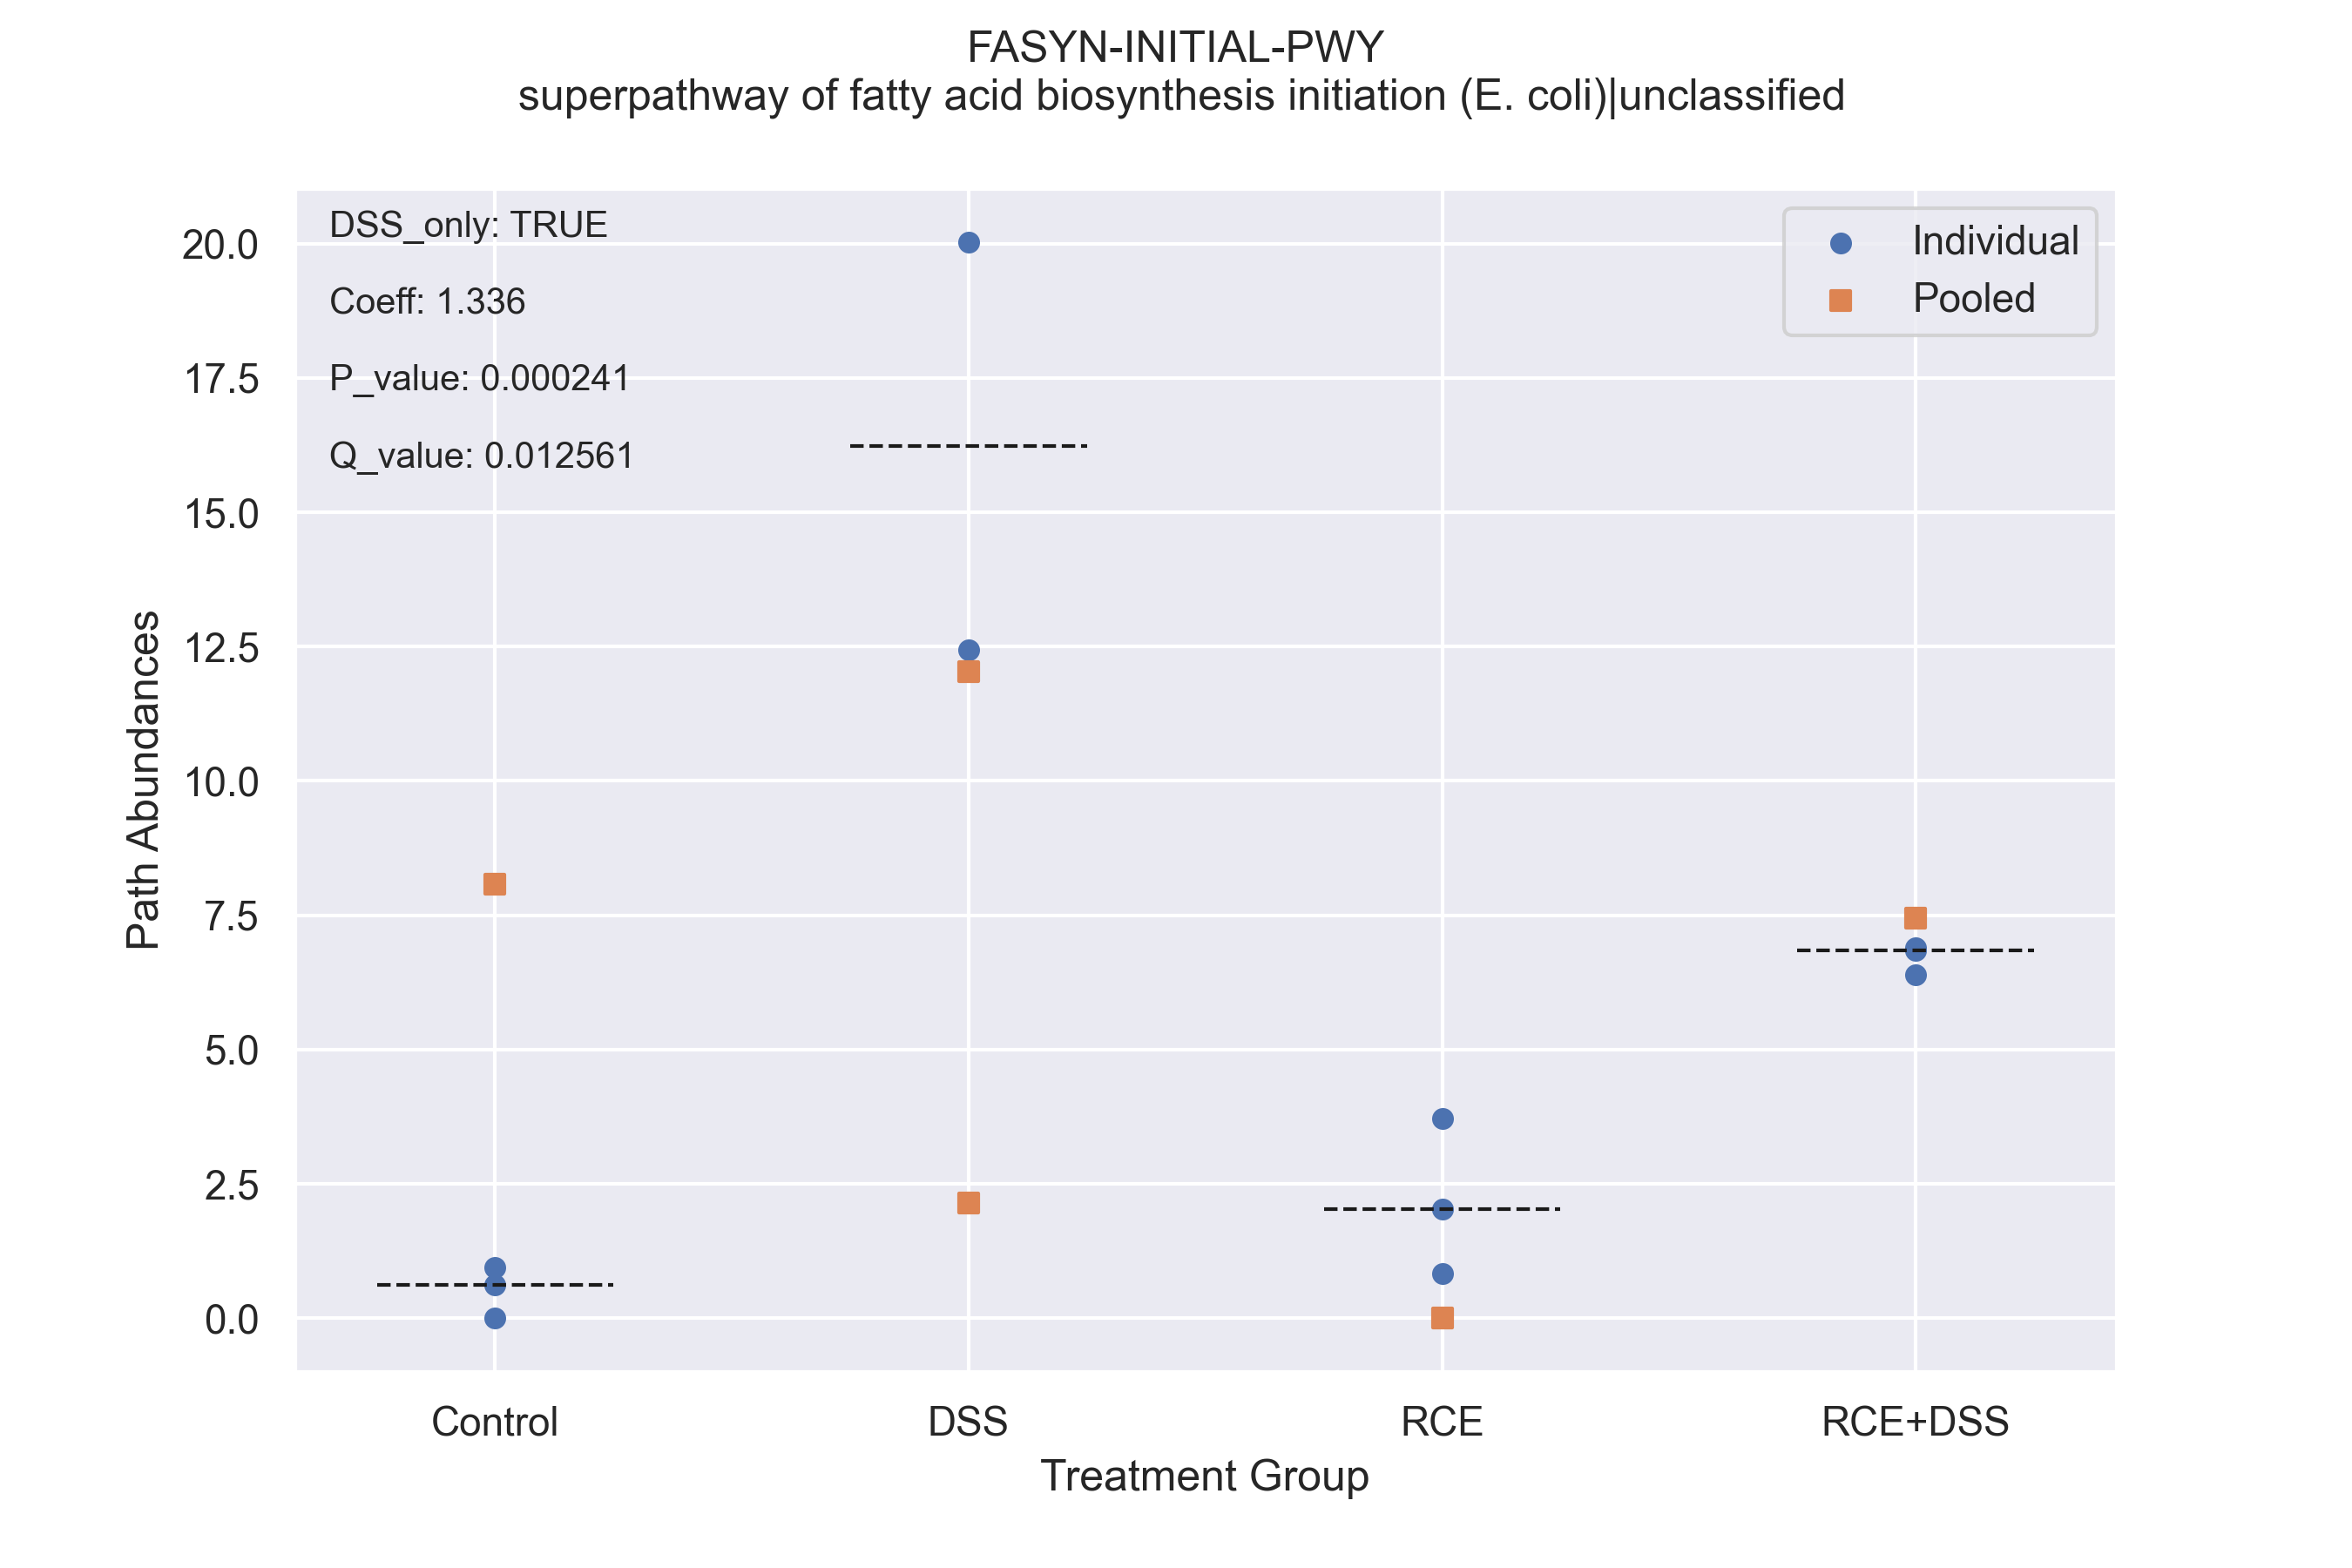 FASYN-INITIAL-PWY
superpathway of fatty acid biosynthesis initiation (E. coli)|unclassified
DSS_only: TRUE
Coeff: 1.336
P_value: 0.000241
Q_value: 0.012561
Individual
Pooled
Path Abundances
20.0
17.5
15.0
12.5
10.0
7.5
5.0
2.5
0.0
Control DSS RCE RCE+DSS
Treatment Group